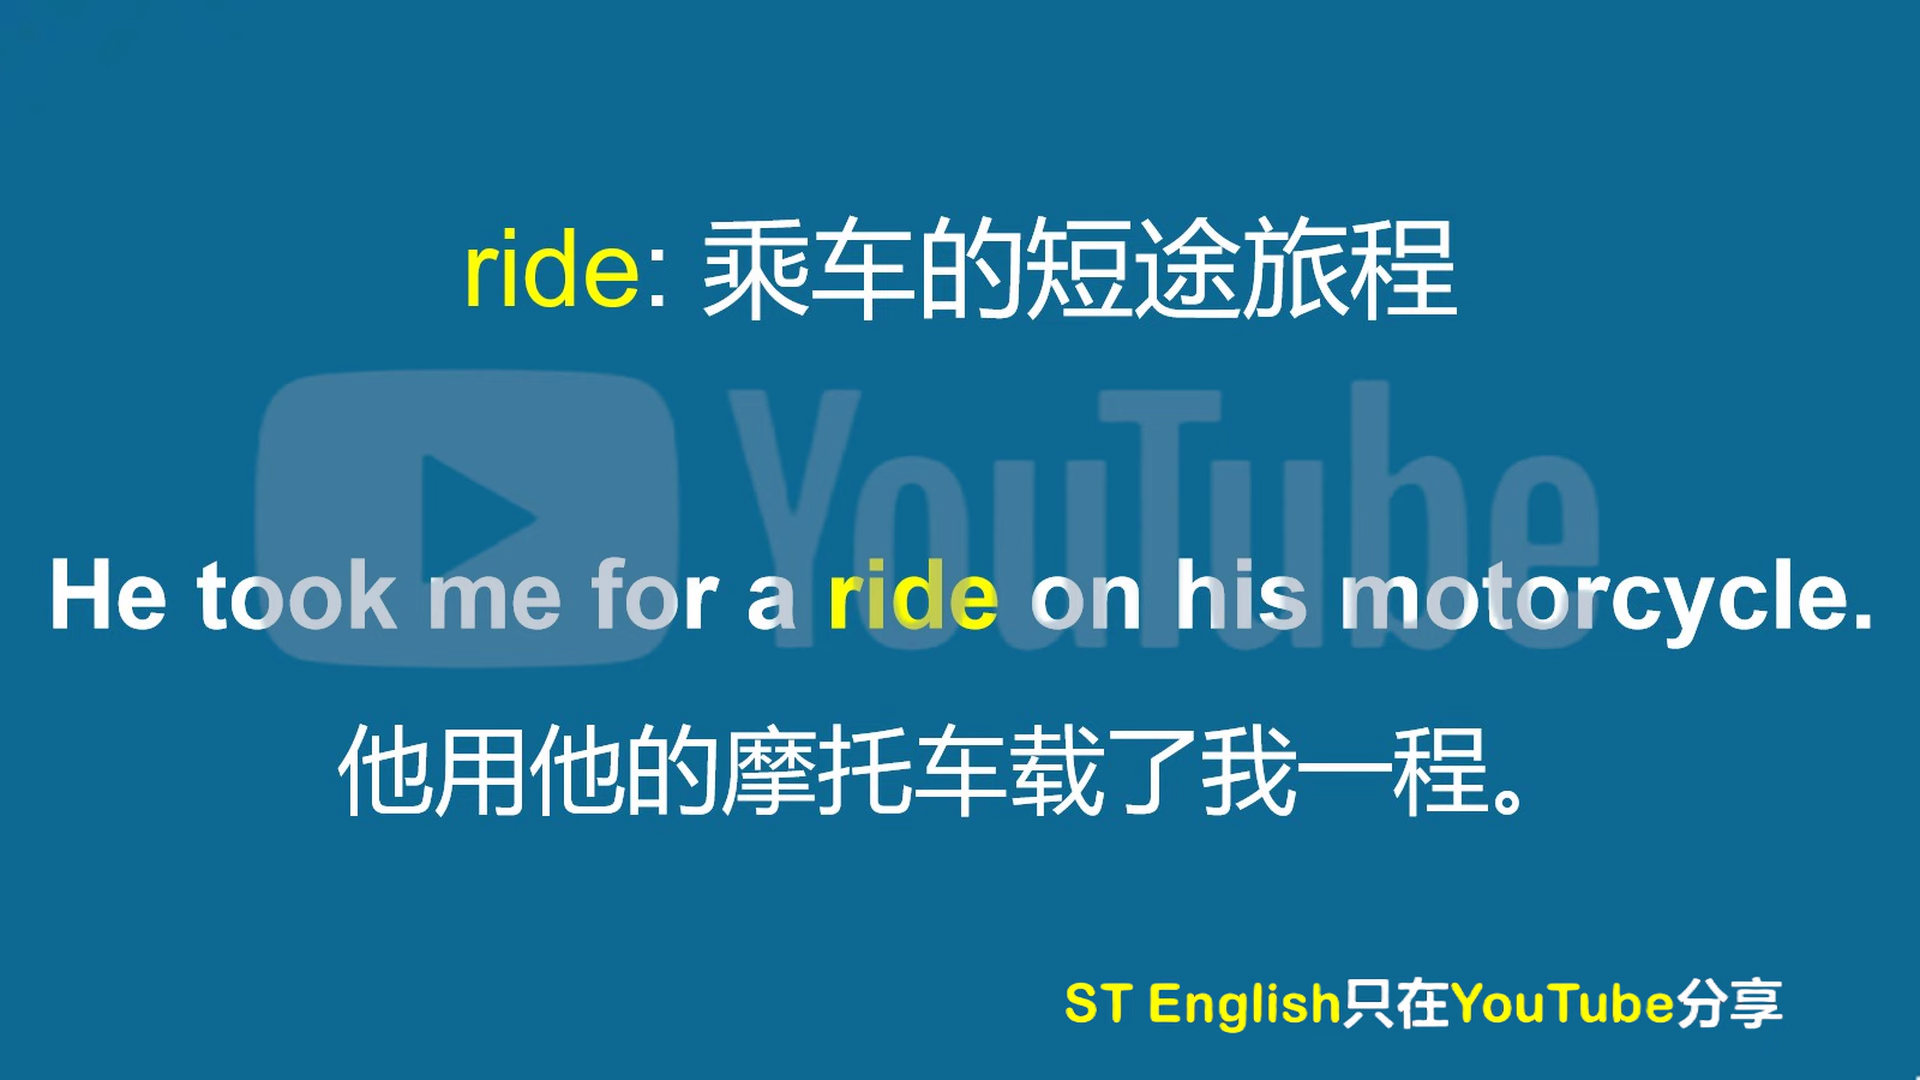 ride: 乘车的短途旅程
YouTube
He took me for a ride on his motorcycle.
他用他的摩托车载了我一程。
ST English只在YouTube分享